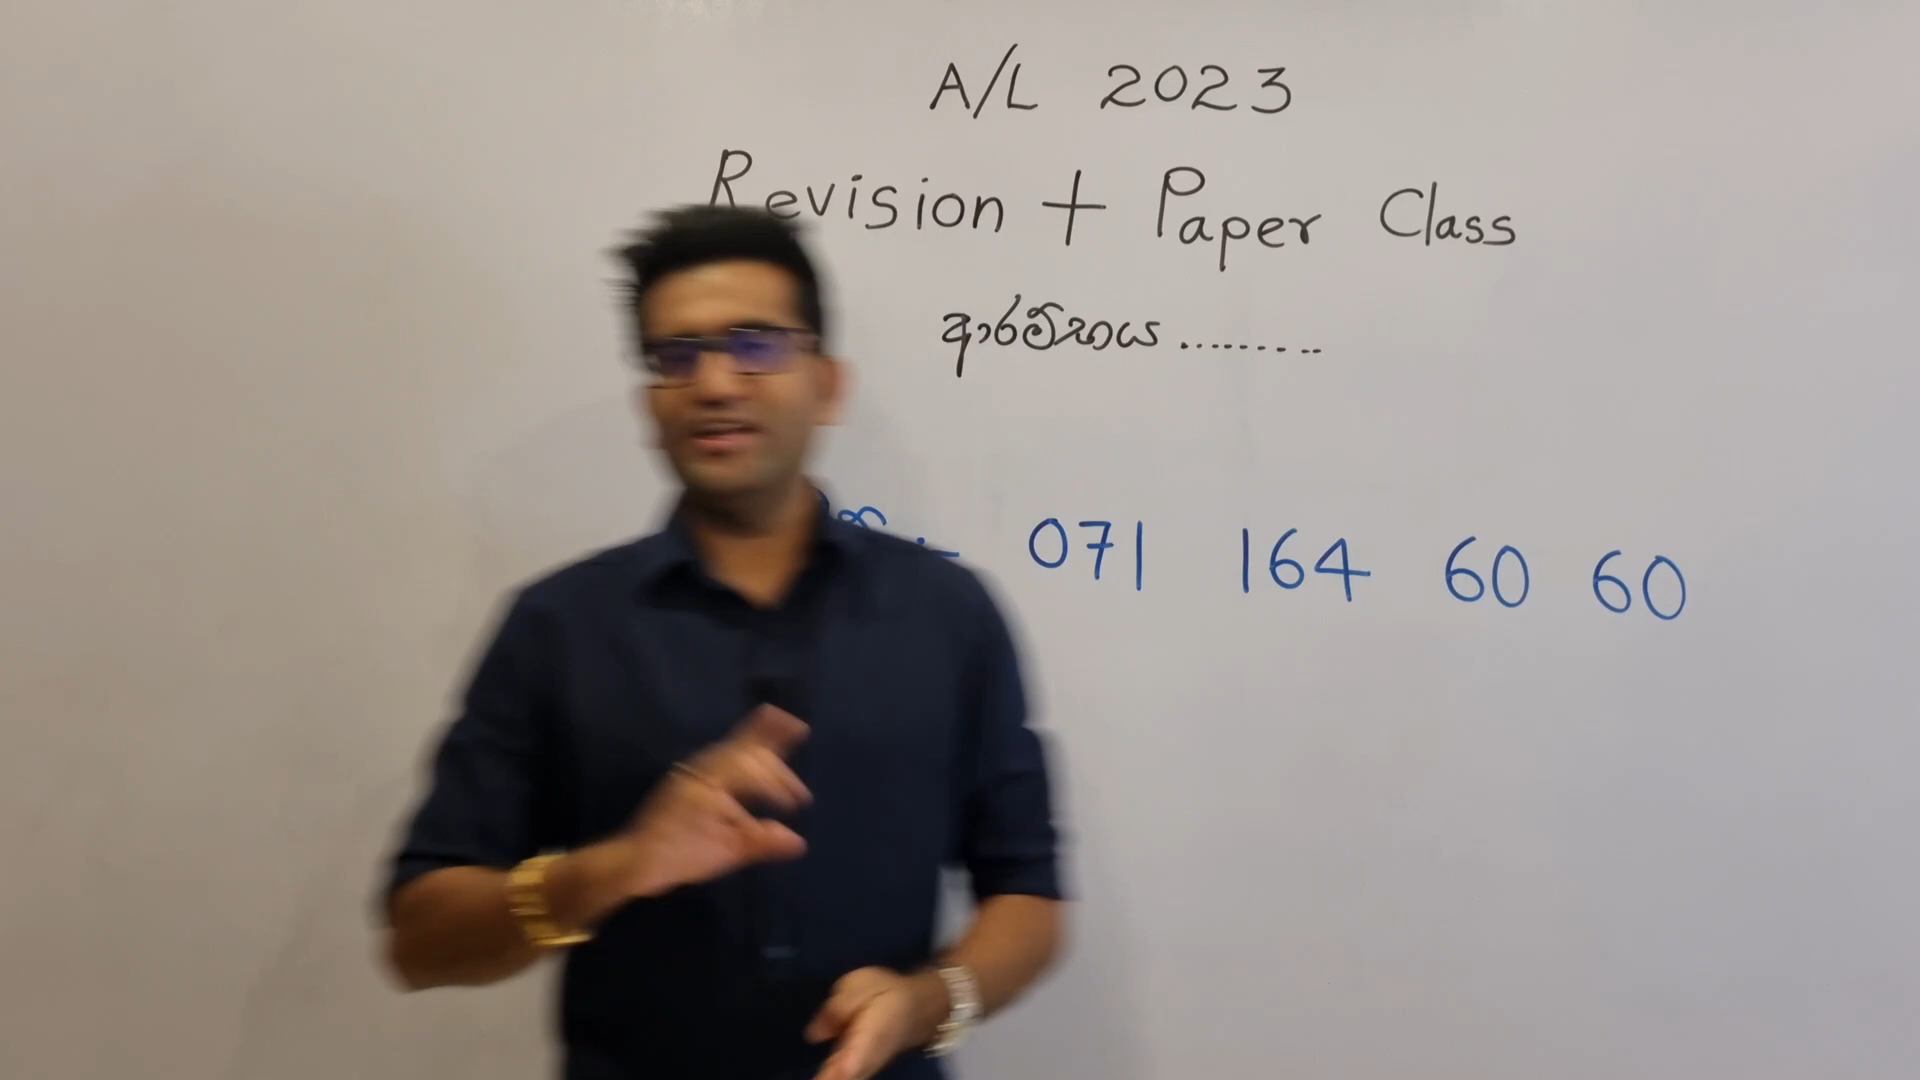 A/L 2023
Revision + Paper Class
ආරම්භය .........
071 164 60 60